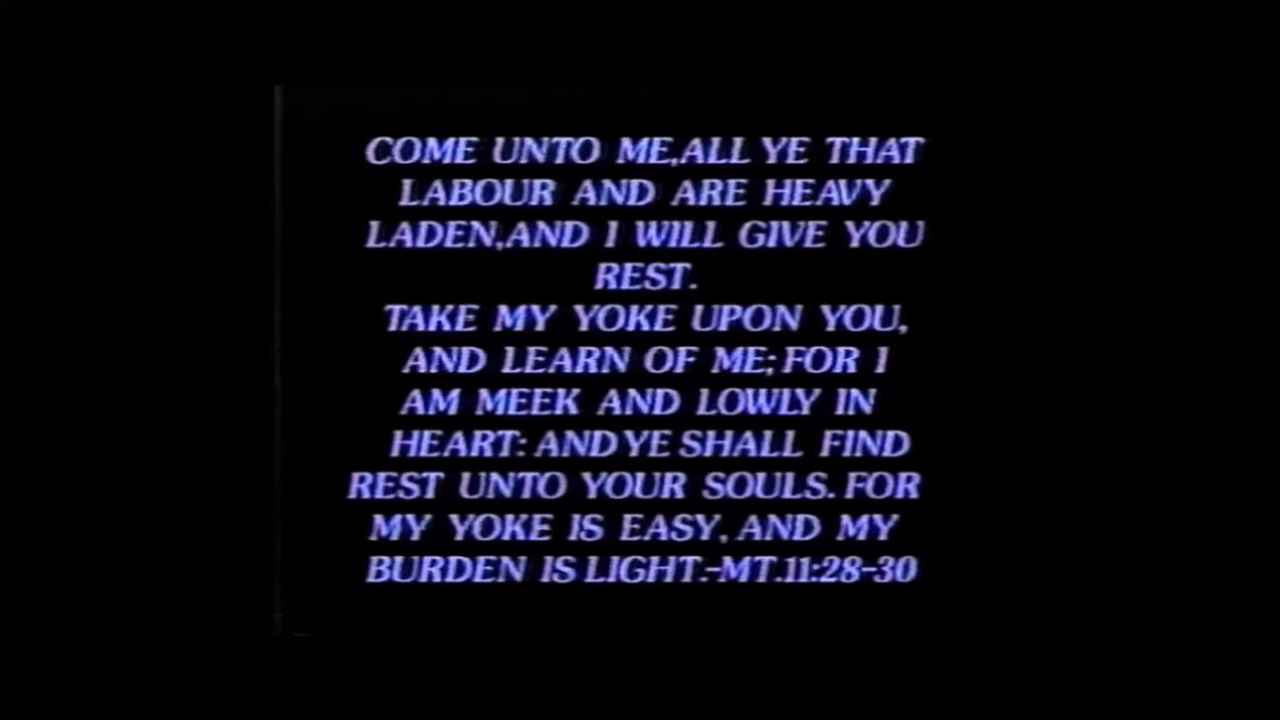 COME UNTO ME,ALL YE THAT
LABOUR AND ARE HEAVY
LADEN,AND I WILL GIVE YOU
REST.
TAKE MY YOKE UPON YOU,
AND LEARN OF ME; FOR I
AM MEEK AND LOWLY IN
HEART: AND YE SHALL FIND
REST UNTO YOUR SOULS. FOR
MY YOKE IS EASY, AND MY
BURDEN IS LIGHT.-MT.11:28-30